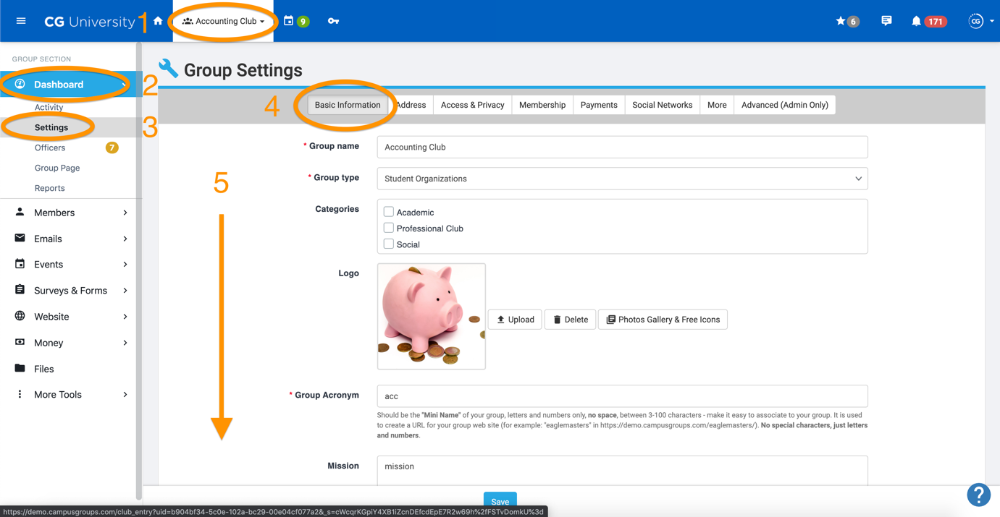 CG University
1
Accounting Club
9
6
171
CG
GROUP SECTION
Dashboard
2
Activity
Settings
3
Officers
7
Group Page
Reports
Members
Emails
Events
Surveys & Forms
Website
Money
Files
More Tools
Group Settings
4
Basic Information
Address
Access & Privacy
Membership
Payments
Social Networks
More
Advanced (Admin Only)
5
* Group name
Accounting Club
* Group type
Student Organizations
Categories
Academic
Professional Club
Social
Logo
Upload
Delete
Photos Gallery & Free Icons
* Group Acronym
acc
Should be the "Mini Name" of your group, letters and numbers only, no space, between 3-100 characters - make it easy to associate to your group. It is used
to create a URL for your group web site (for example: "eaglemasters" in https://demo.campusgroups.com/eaglemasters/). No special characters, just letters
and numbers.
Mission
mission
Save
?
https://demo.campusgroups.com/club_entry?uid=b904bf34-5c0e-102a-bc29-00e04cf077a2&_s=cWcqrKGpiY4XB1iZcnDEfcdEpE7R2w69h%2fFSTvDomkU%3d